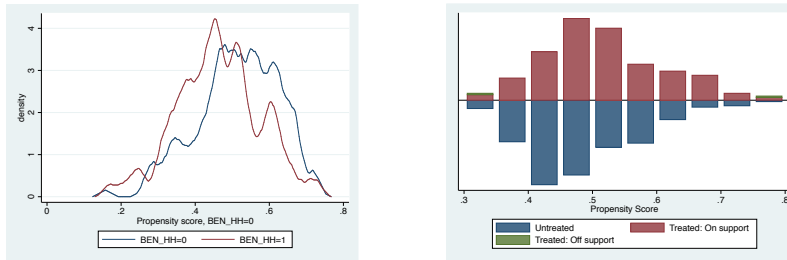 density
0
1
2
3
4
0
.2
.4
.6
.8
Propensity score, BEN_HH=0
BEN_HH=0
BEN_HH=1
.3
.4
.5
.6
.7
.8
Propensity Score
Untreated
Treated: On support
Treated: Off support